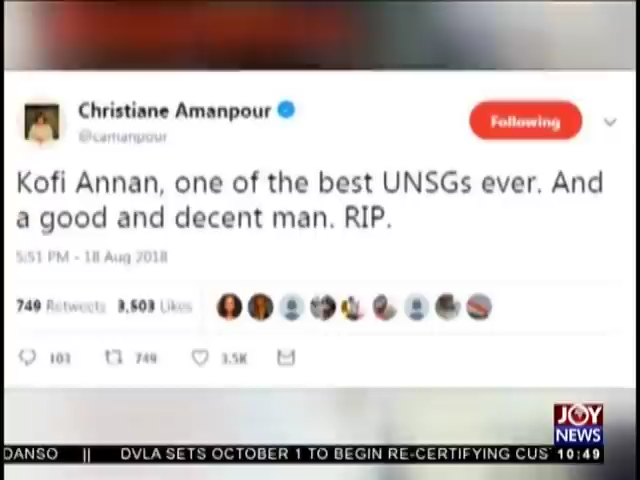 Christiane Amanpour
@camanpour
Following
Kofi Annan, one of the best UNSGs ever. And
a good and decent man. RIP.
5:51 PM - 18 Aug 2018
749 Retweets 3,503 Likes
103 749 3.5K
JOY
NEWS
DANSO || DVLA SETS OCTOBER 1 TO BEGIN RE-CERTIFYING CUS
10:49